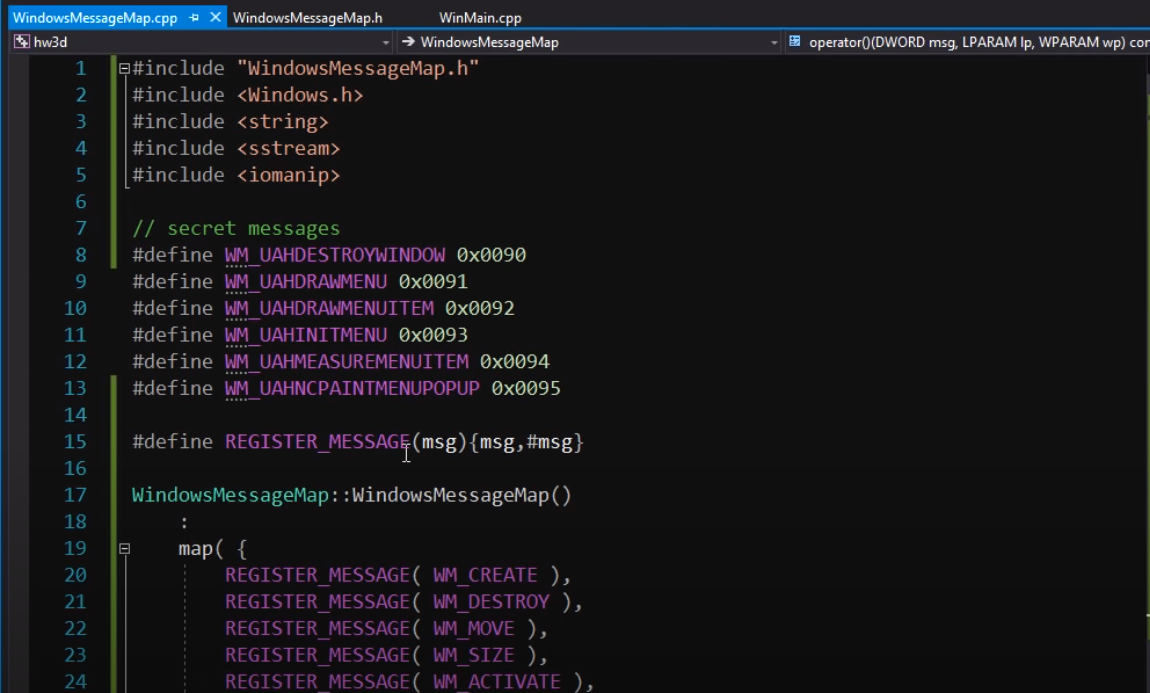 WindowsMessageMap.cpp WindowsMessageMap.h WinMain.cpp
hw3d WindowsMessageMap operator()(DWORD msg, LPARAM lp, WPARAM wp) con
1 #include "WindowsMessageMap.h"
2 #include <Windows.h>
3 #include <string>
4 #include <sstream>
5 #include <iomanip>
6
7 // secret messages
8 #define WM_UAHDESTROYWINDOW 0x0090
9 #define WM_UAHDRAWMENU 0x0091
10 #define WM_UAHDRAWMENUITEM 0x0092
11 #define WM_UAHINITMENU 0x0093
12 #define WM_UAHMEASUREMENUITEM 0x0094
13 #define WM_UAHNCPAINTMENUPOPUP 0x0095
14
15 #define REGISTER_MESSAGE(msg){msg,#msg}
16
17 WindowsMessageMap::WindowsMessageMap()
18 :
19 map( {
20 REGISTER_MESSAGE( WM_CREATE ),
21 REGISTER_MESSAGE( WM_DESTROY ),
22 REGISTER_MESSAGE( WM_MOVE ),
23 REGISTER_MESSAGE( WM_SIZE ),
24 REGISTER_MESSAGE( WM_ACTIVATE ),